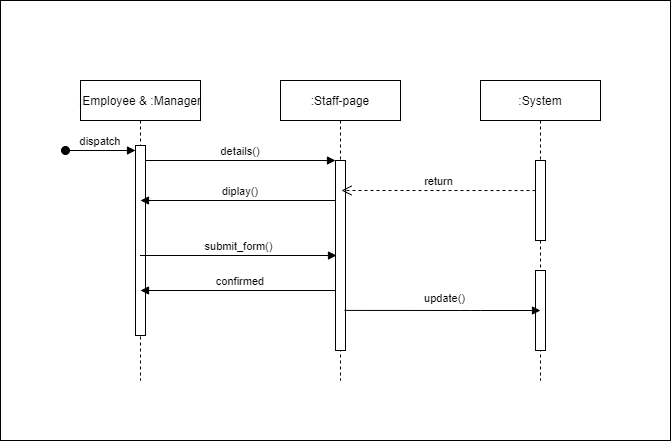 Employee & :Manager
:Staff-page
:System
dispatch
details()
return
diplay()
submit_form()
confirmed
update()